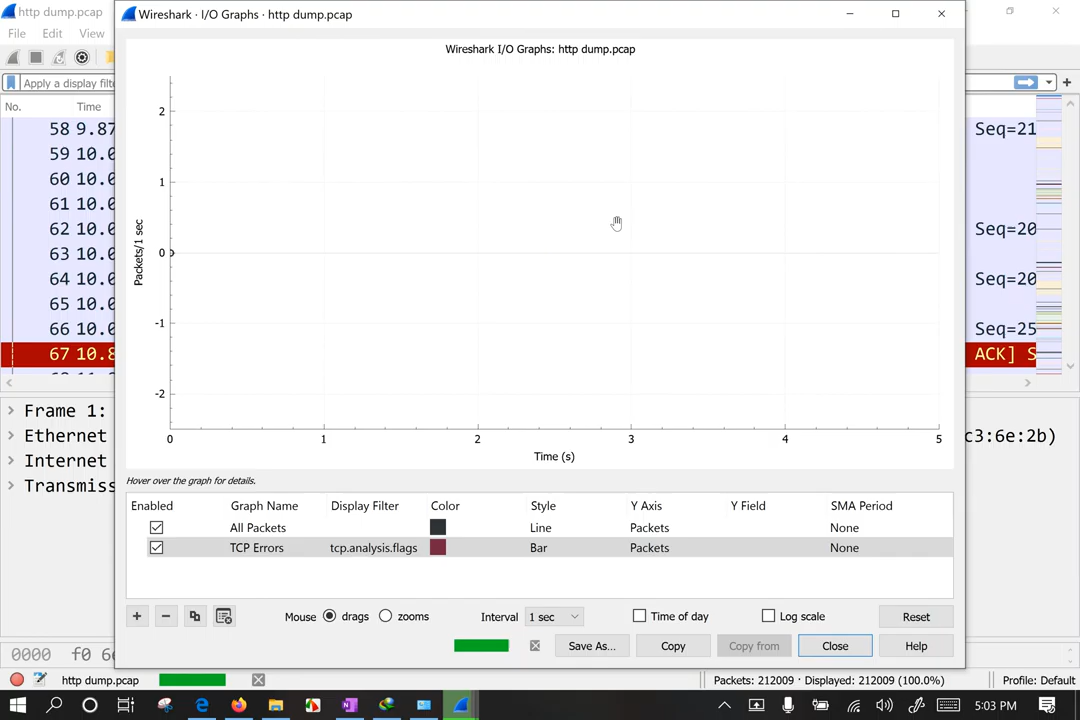 http dump.pcap
Wireshark · I/O Graphs · http dump.pcap
File Edit View
Apply a display filt
No. Time
58 9.87 Seq=21
59 10.0
60 10.0
61 10.0
62 10.0 Seq=20
63 10.0
64 10.0 Seq=20
65 10.0
66 10.0 Seq=25
67 10.8 ACK] S
Frame 1:
Ethernet c3:6e:2b)
Internet
Transmiss
Wireshark I/O Graphs: http dump.pcap
2
1
0
-1
-2
Packets/1 sec
0 1 2 3 4 5
Time (s)
Hover over the graph for details.
Enabled Graph Name Display Filter Color Style Y Axis Y Field SMA Period
All Packets Line Packets None
TCP Errors tcp.analysis.flags Bar Packets None
+ − Mouse drags zooms Interval 1 sec Time of day Log scale Reset
Save As... Copy Copy from Close Help
0000 f0 6e
http dump.pcap Packets: 212009 · Displayed: 212009 (100.0%) Profile: Default
5:03 PM